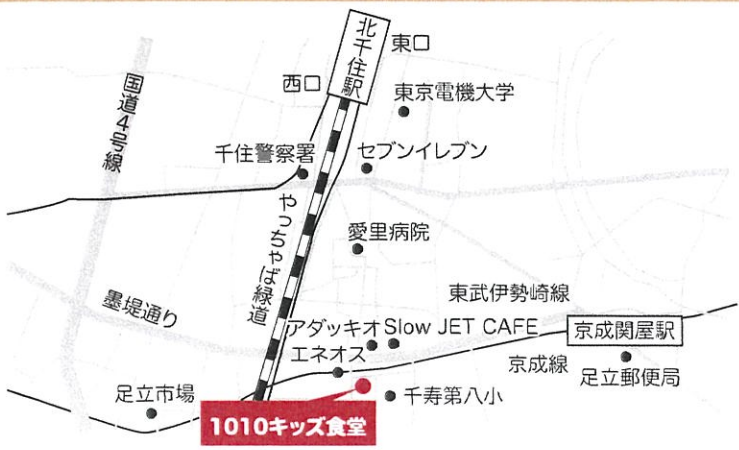 北千住駅
東口
西口
東京電機大学
国道4号線
千住警察署
セブンイレブン
やっちゃば緑道
愛里病院
墨堤通り
東武伊勢崎線
アダッキオ
Slow JET CAFE
京成関屋駅
エネオス
京成線
足立郵便局
足立市場
千寿第八小
1010キッズ食堂